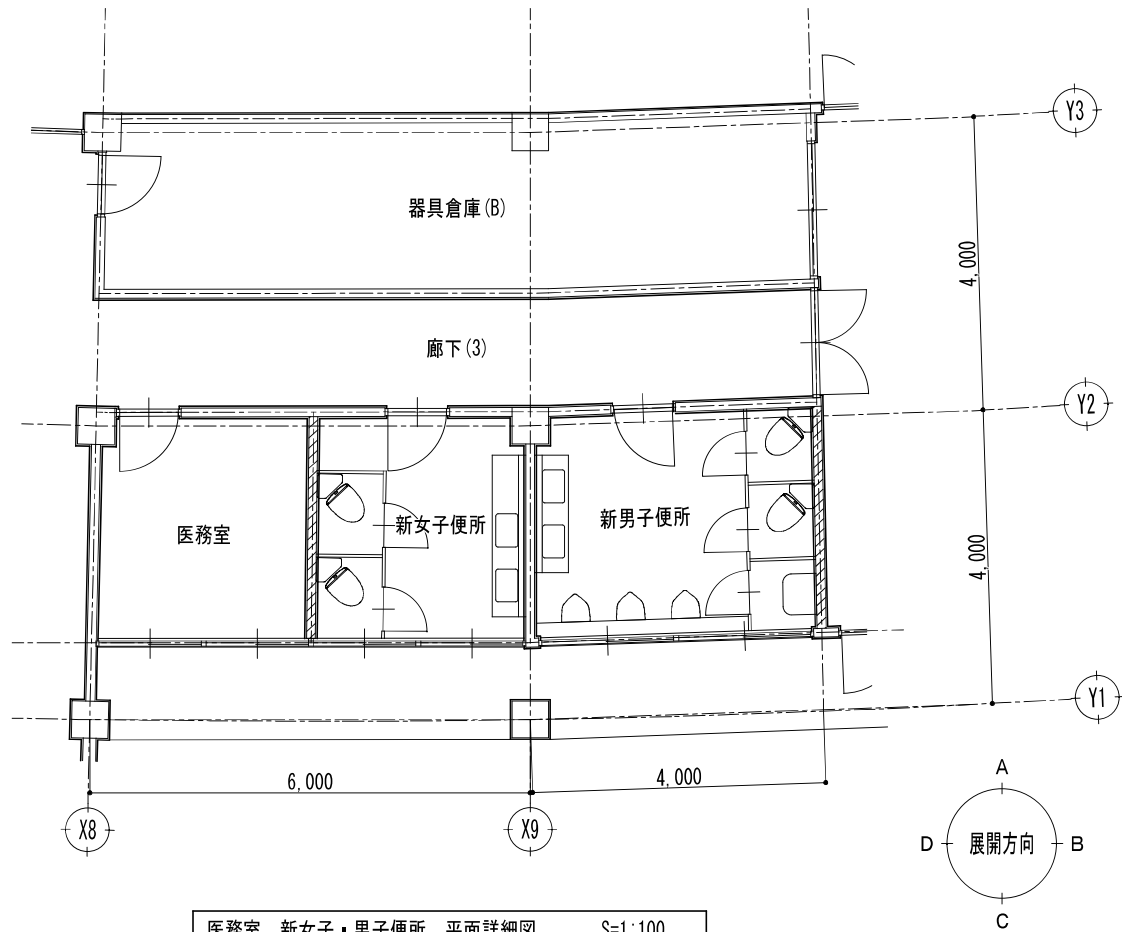 Y3
器具倉庫(B)
4,000
廊下(3)
Y2
医務室
新女子便所
新男子便所
4,000
Y1
6,000
4,000
X8
X9
A
D
展開方向
B
C
医務室 新女子・男子便所 平面詳細図 S=1:100